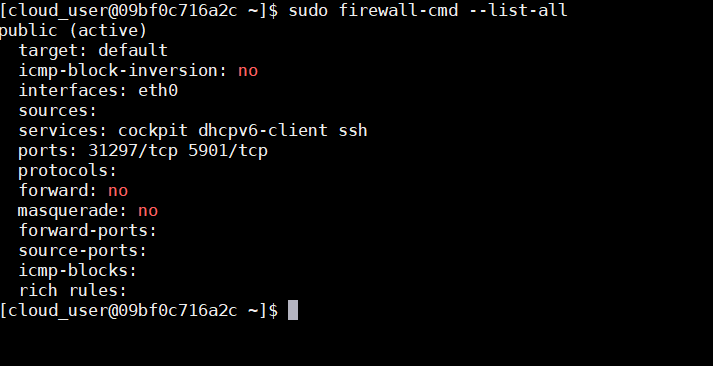 [cloud_user@09bf0c716a2c ~]$ sudo firewall-cmd --list-all
public (active)
  target: default
  icmp-block-inversion: no
  interfaces: eth0
  sources:
  services: cockpit dhcpv6-client ssh
  ports: 31297/tcp 5901/tcp
  protocols:
  forward: no
  masquerade: no
  forward-ports:
  source-ports:
  icmp-blocks:
  rich rules:
[cloud_user@09bf0c716a2c ~]$